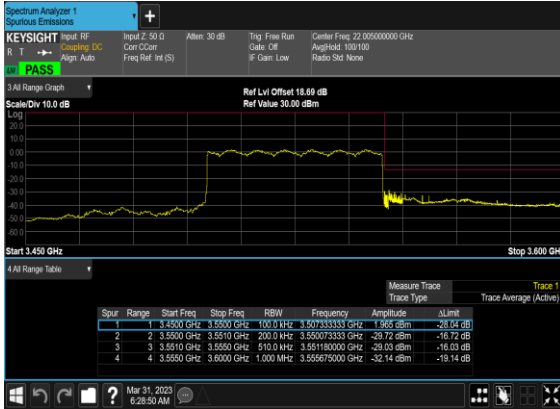 Spectrum Analyzer 1
Spurious Emissions
+
KEYSIGHT
R T
Input: RF
Coupling: DC
Align: Auto
Input Z: 50 Ω
Corr CCorr
Freq Ref: Int (S)
Atten: 30 dB
Trig: Free Run
Gate: Off
IF Gain: Low
Center Freq: 22.005000000 GHz
Avg|Hold: 100/100
Radio Std: None
PASS
3 All Range Graph
Scale/Div 10.0 dB
Ref Lvl Offset 18.69 dB
Ref Value 30.00 dBm
Log
20.0
10.0
0.00
-10.0
-20.0
-30.0
-40.0
-50.0
-60.0
Start 3.450 GHz
Stop 3.600 GH
4 All Range Table
Measure Trace Trace 1
Trace Type Trace Average (Active)
Spur Range Start Freq Stop Freq RBW Frequency Amplitude ΔLimit
1 1 3.4500 GHz 3.5500 GHz 100.0 kHz 3.507333333 GHz 1.965 dBm -28.04 dB
2 2 3.5500 GHz 3.5510 GHz 200.0 kHz 3.550073333 GHz -29.72 dBm -16.72 dB
3 3 3.5510 GHz 3.5550 GHz 510.0 kHz 3.551180000 GHz -29.03 dBm -16.03 dB
4 4 3.5550 GHz 3.6000 GHz 1.000 MHz 3.555675000 GHz -32.14 dBm -19.14 dB
?
Mar 31, 2023
6:28:50 AM